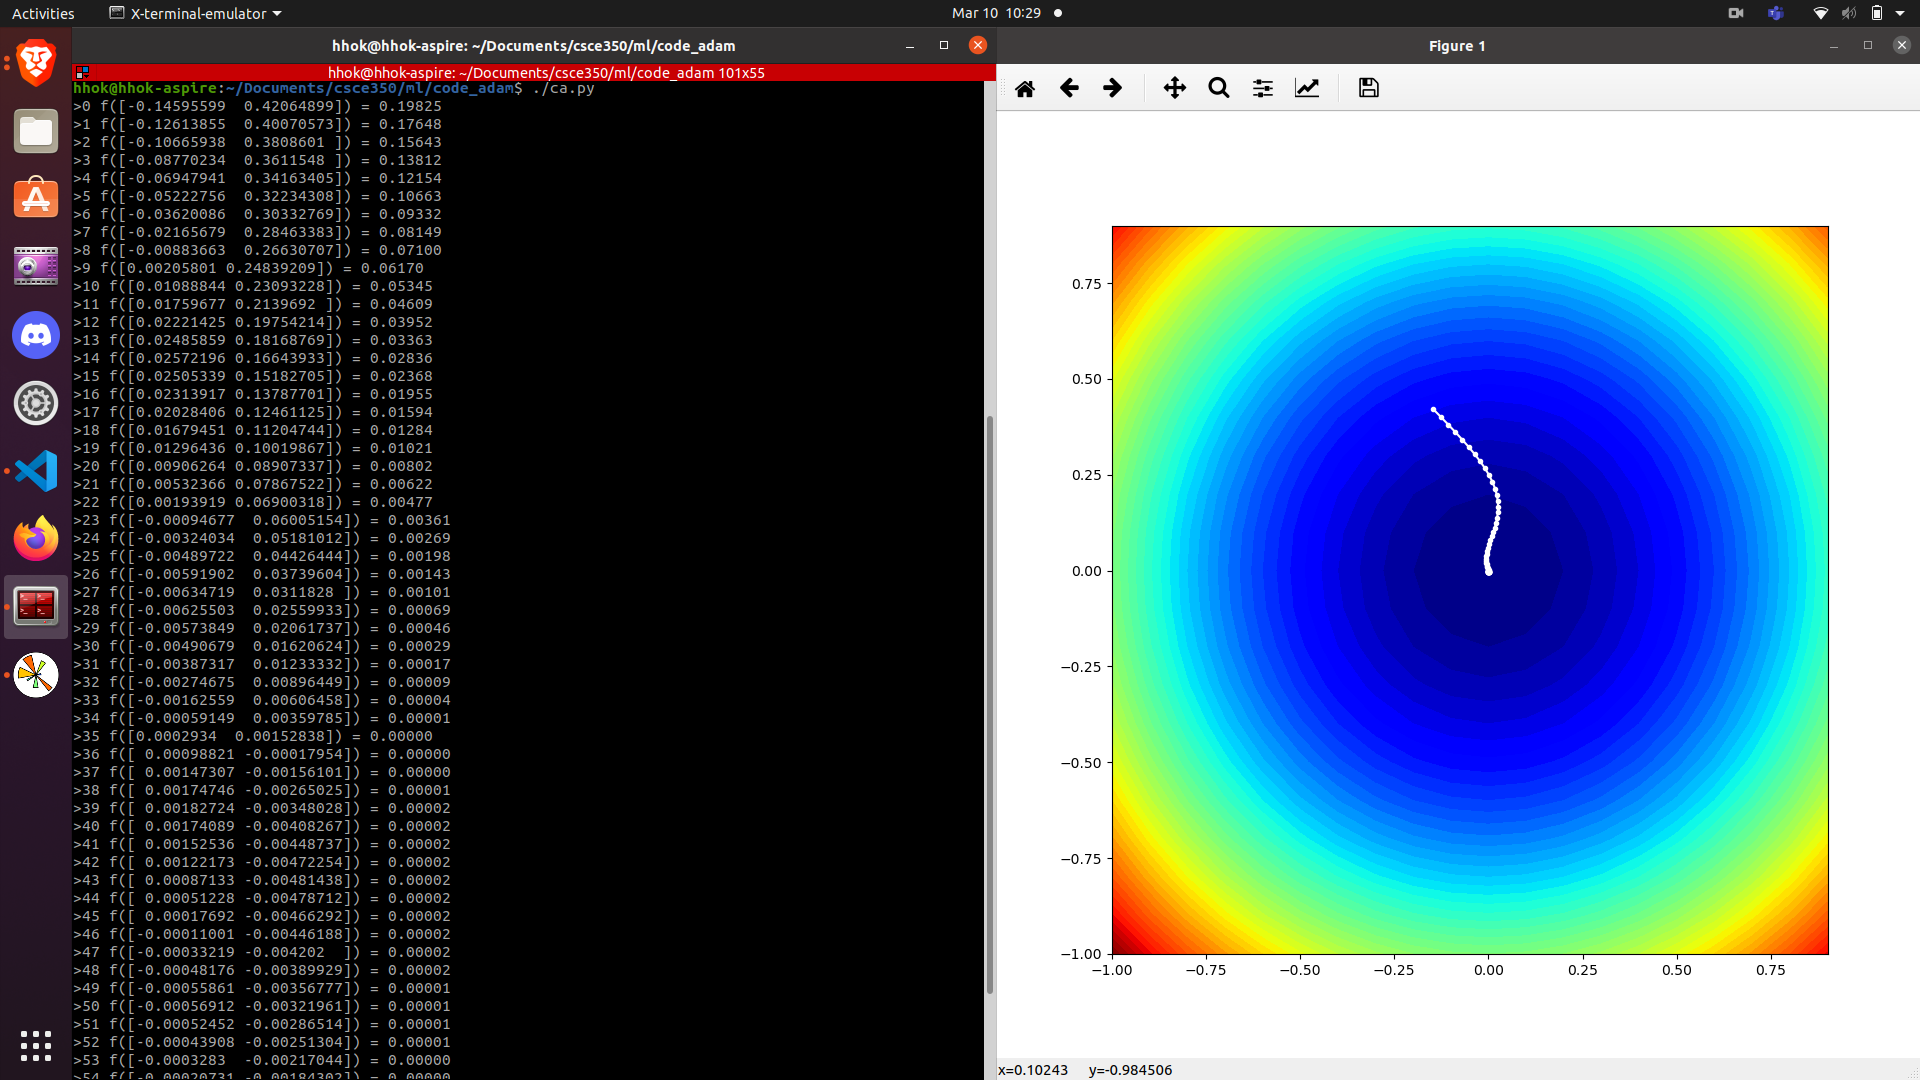 Activities
X-terminal-emulator
Mar 10 10:29
hhok@hhok-aspire: ~/Documents/csce350/ml/code_adam
hhok@hhok-aspire: ~/Documents/csce350/ml/code_adam 101x55
hhok@hhok-aspire:~/Documents/csce350/ml/code_adam$ ./ca.py
>0 f([-0.14595599  0.42064899]) = 0.19825
>1 f([-0.12613855  0.40070573]) = 0.17648
>2 f([-0.10665938  0.3808601 ]) = 0.15643
>3 f([-0.08770234  0.3611548 ]) = 0.13812
>4 f([-0.06947941  0.34163405]) = 0.12154
>5 f([-0.05222756  0.32234308]) = 0.10663
>6 f([-0.03620086  0.30332769]) = 0.09332
>7 f([-0.02165679  0.28463383]) = 0.08149
>8 f([-0.00883663  0.26630707]) = 0.07100
>9 f([0.00205801 0.24839209]) = 0.06170
>10 f([0.01088844 0.23093228]) = 0.05345
>11 f([0.01759677 0.2139692 ]) = 0.04609
>12 f([0.02221425 0.19754214]) = 0.03952
>13 f([0.02485859 0.18168769]) = 0.03363
>14 f([0.02572196 0.16643933]) = 0.02836
>15 f([0.02505339 0.15182705]) = 0.02368
>16 f([0.02313917 0.13787701]) = 0.01955
>17 f([0.02028406 0.12461125]) = 0.01594
>18 f([0.01679451 0.11204744]) = 0.01284
>19 f([0.01296436 0.10019867]) = 0.01021
>20 f([0.00906264 0.08907337]) = 0.00802
>21 f([0.00532366 0.07867522]) = 0.00622
>22 f([0.00193919 0.06900318]) = 0.00477
>23 f([-0.00094677  0.06005154]) = 0.00361
>24 f([-0.00324034  0.05181012]) = 0.00269
>25 f([-0.00489722  0.04426444]) = 0.00198
>26 f([-0.00591902  0.03739604]) = 0.00143
>27 f([-0.00634719  0.0311828 ]) = 0.00101
>28 f([-0.00625503  0.02559933]) = 0.00069
>29 f([-0.00573849  0.02061737]) = 0.00046
>30 f([-0.00490679  0.01620624]) = 0.00029
>31 f([-0.00387317  0.01233332]) = 0.00017
>32 f([-0.00274675  0.00896449]) = 0.00009
>33 f([-0.00162559  0.00606458]) = 0.00004
>34 f([-0.00059149  0.00359785]) = 0.00001
>35 f([0.0002934  0.00152838]) = 0.00000
>36 f([ 0.00098821 -0.00017954]) = 0.00000
>37 f([ 0.00147307 -0.00156101]) = 0.00000
>38 f([ 0.00174746 -0.00265025]) = 0.00001
>39 f([ 0.00182724 -0.00348028]) = 0.00002
>40 f([ 0.00174089 -0.00408267]) = 0.00002
>41 f([ 0.00152536 -0.00448737]) = 0.00002
>42 f([ 0.00122173 -0.00472254]) = 0.00002
>43 f([ 0.00087133 -0.00481438]) = 0.00002
>44 f([ 0.00051228 -0.00478712]) = 0.00002
>45 f([ 0.00017692 -0.00466292]) = 0.00002
>46 f([-0.00011001 -0.00446188]) = 0.00002
>47 f([-0.00033219 -0.004202  ]) = 0.00002
>48 f([-0.00048176 -0.00389929]) = 0.00002
>49 f([-0.00055861 -0.00356777]) = 0.00001
>50 f([-0.00056912 -0.00321961]) = 0.00001
>51 f([-0.00052452 -0.00286514]) = 0.00001
>52 f([-0.00043908 -0.00251304]) = 0.00001
>53 f([-0.0003283  -0.00217044]) = 0.00000
>54 f([-0.00020731 -0.00184302]) = 0.00000
Figure 1
0.75
0.50
0.25
0.00
−0.25
−0.50
−0.75
−1.00
−1.00 −0.75 −0.50 −0.25 0.00 0.25 0.50 0.75
x=0.10243 y=-0.984506